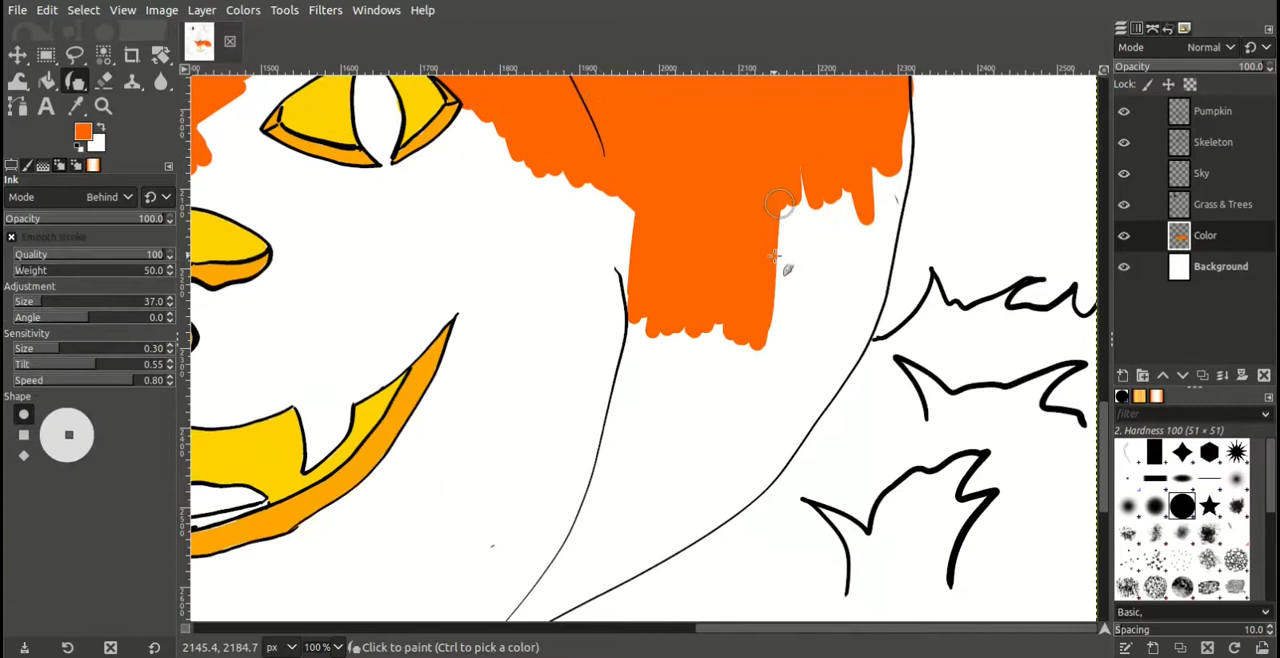 File Edit Select View Image Layer Colors Tools Filters Windows Help
1500 1600 1700 1800 1900 2000 2100 2200 2300 2400 2500
Mode Normal
Opacity 100.0
Lock:
Pumpkin
Skeleton
Sky
Grass & Trees
Color
Background
Ink
Mode Behind
Opacity 100.0
Smooth stroke
Quality 100
Weight 50.0
Adjustment
Size 37.0
Angle 0.0
Sensitivity
Size 0.30
Tilt 0.55
Speed 0.80
Shape
filter
2. Hardness 100 (51 × 51)
Basic,
Spacing 10.0
2145.4, 2184.7 px 100 % Click to paint (Ctrl to pick a color)